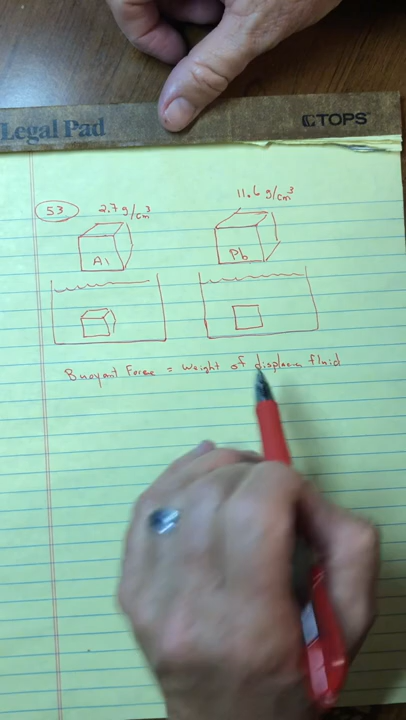 Legal Pad
TOPS
53
2.7 g/cm³
11.6 g/cm³
Al
Pb
Buoyant Force = Weight of displace fluid